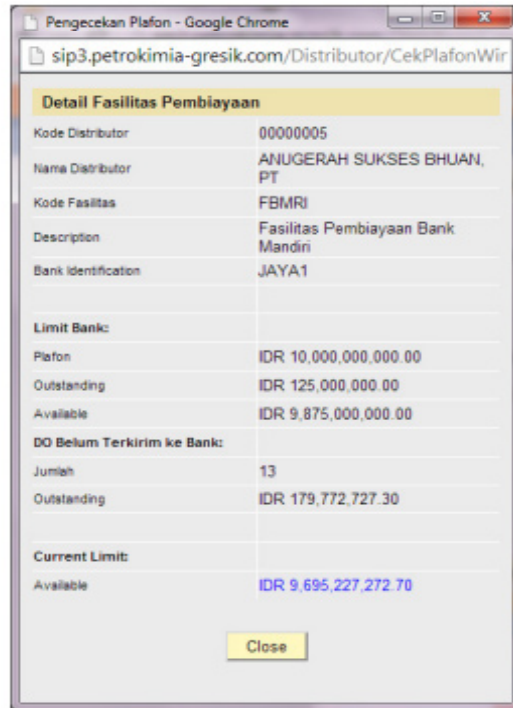 Pengecekan Plafon - Google Chrome
sip3.petrokimia-gresik.com/Distributor/CekPlafonWir
Detail Fasilitas Pembiayaan
Kode Distributor 00000005
Nama Distributor ANUGERAH SUKSES BHUAN,
PT
Kode Fasilitas FBMRI
Description Fasilitas Pembiayaan Bank
Mandiri
Bank Identification JAYA1
Limit Bank:
Plafon IDR 10,000,000,000.00
Outstanding IDR 125,000,000.00
Available IDR 9,875,000,000.00
DO Belum Terkirim ke Bank:
Jumlah 13
Outstanding IDR 179,772,727.30
Current Limit:
Available IDR 9,695,227,272.70
Close